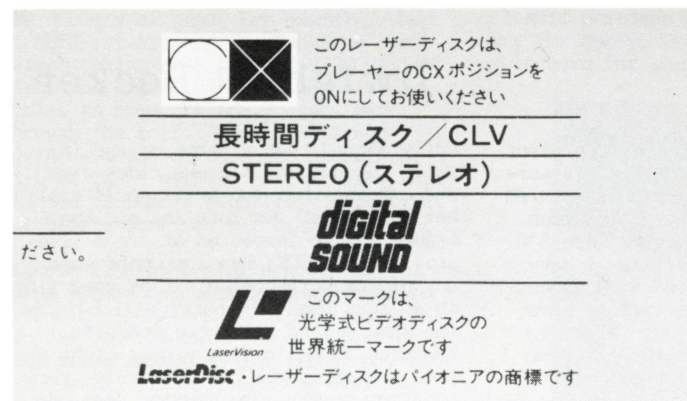 このレーザーディスクは、
プレーヤーのCXポジションを
ONにしてお使いください
長時間ディスク/CLV
STEREO(ステレオ)
digital
SOUND
ださい。
このマークは、
光学式ビデオディスクの
世界統一マークです
LaserVision
LaserDisc・レーザーディスクはパイオニアの商標です